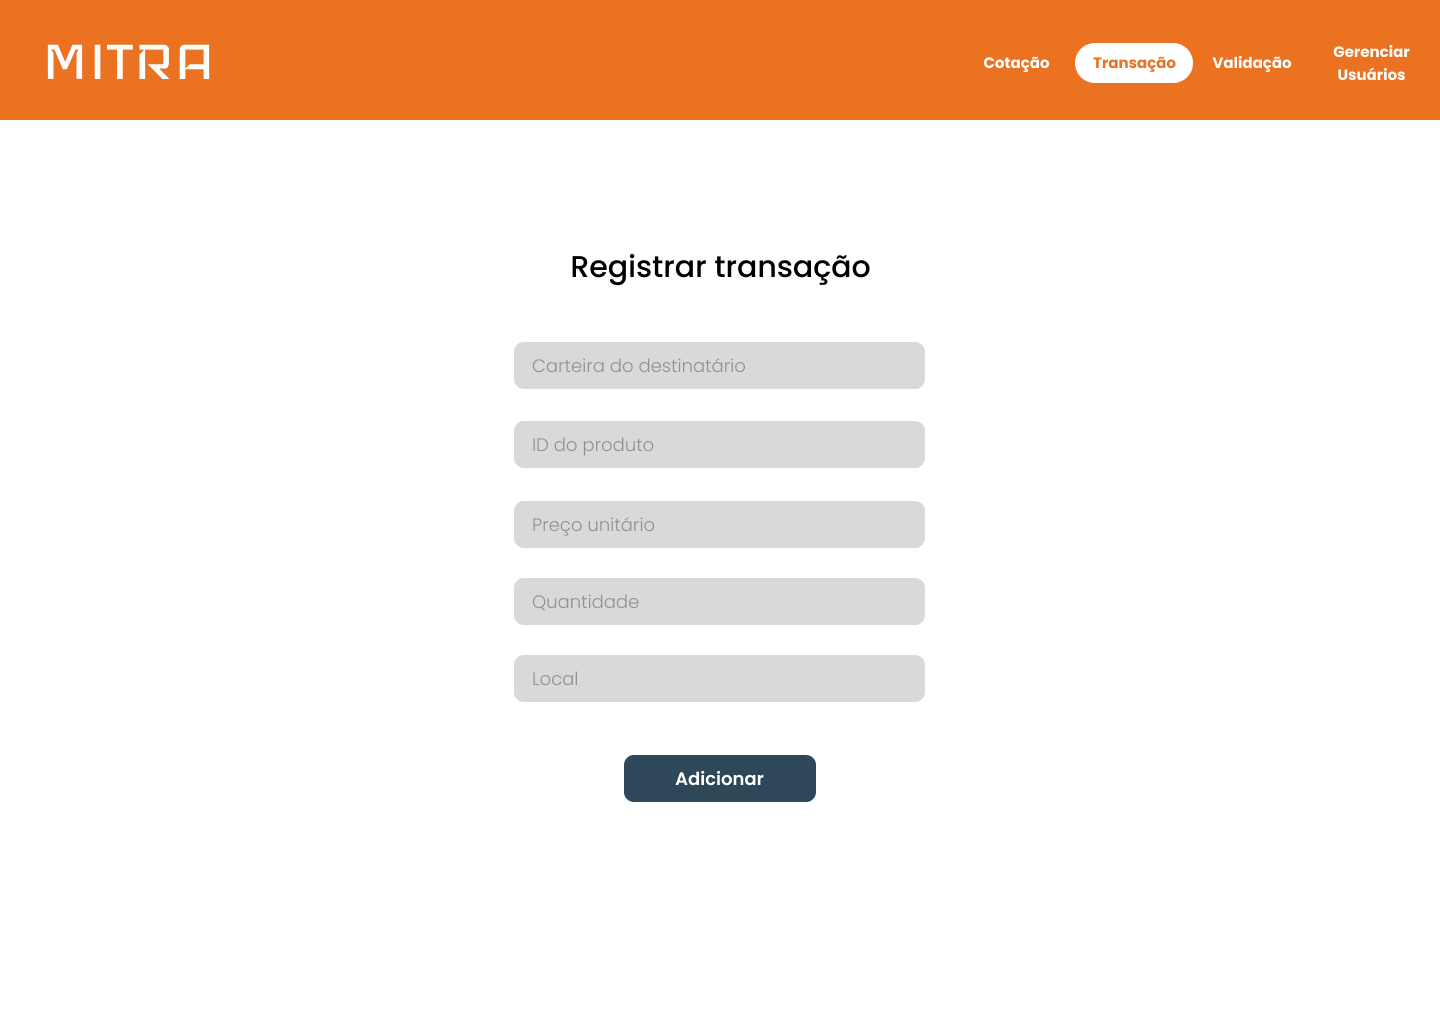 MITRA
Cotação
Transação
Validação
Gerenciar
Usuários
Registrar transação
Carteira do destinatário
ID do produto
Preço unitário
Quantidade
Local
Adicionar